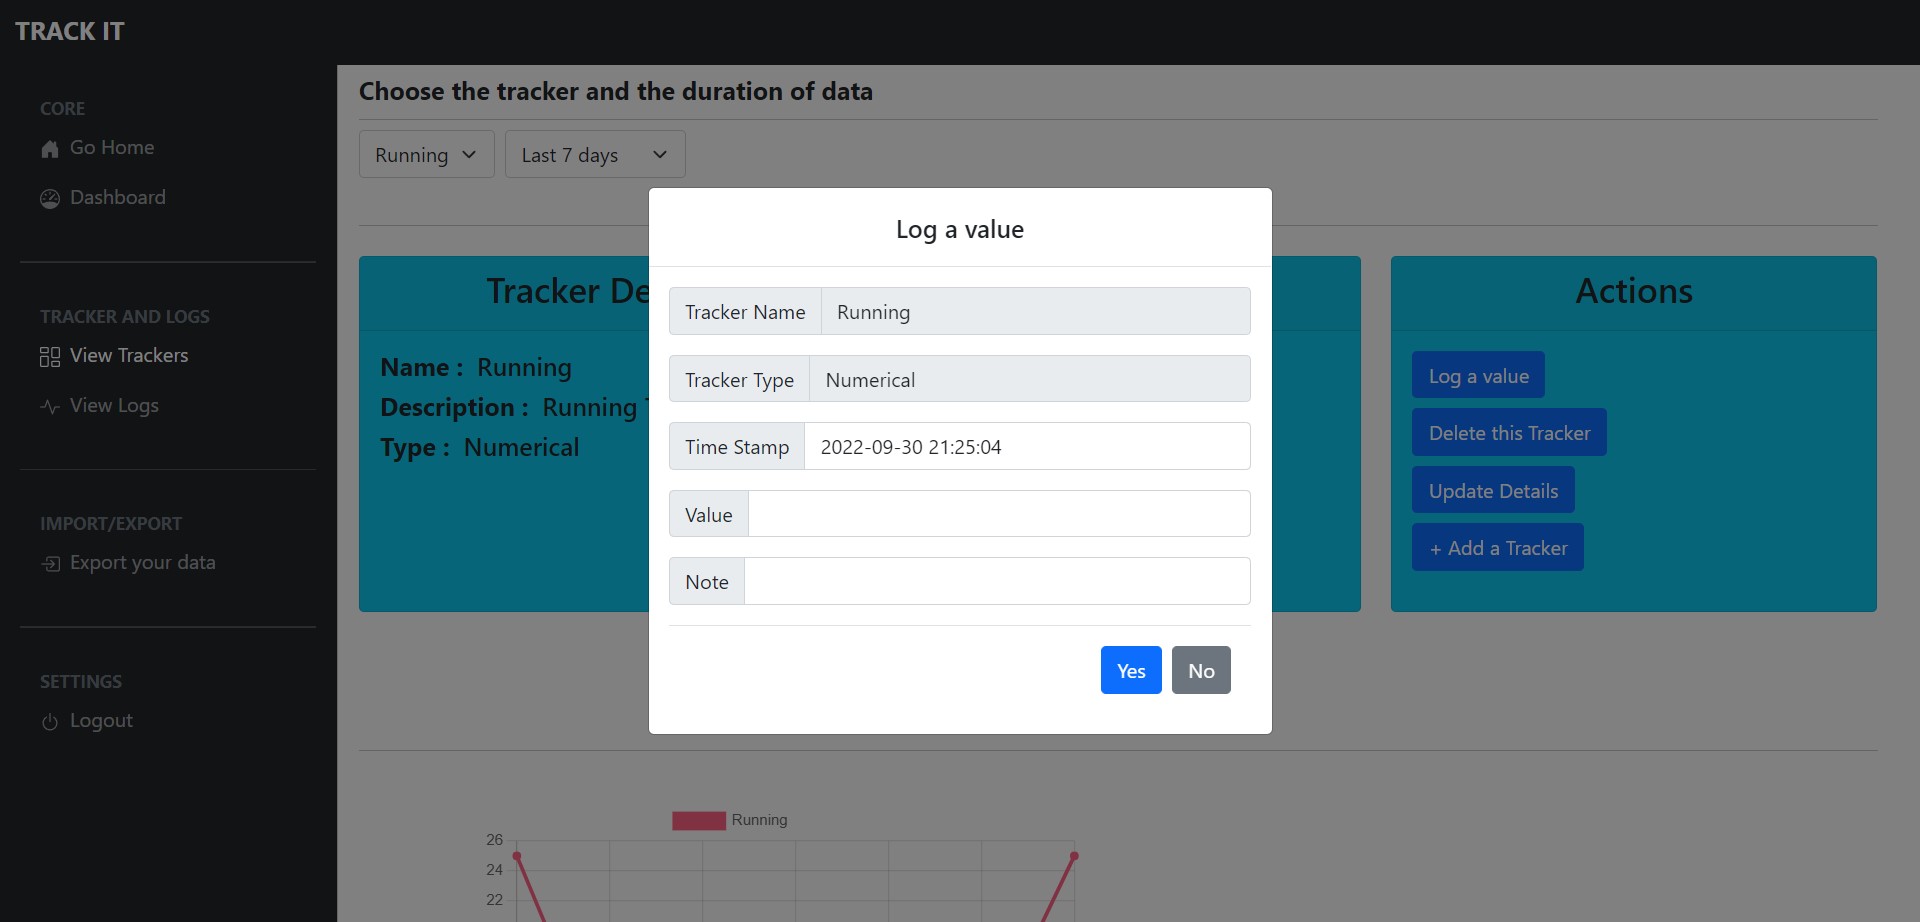 TRACK IT
CORE
Go Home
Dashboard
TRACKER AND LOGS
View Trackers
View Logs
IMPORT/EXPORT
Export your data
SETTINGS
Logout
Choose the tracker and the duration of data
Running
Last 7 days
Tracker De
Name : Running
Description : Running
Type : Numerical
Log a value
Tracker Name Running
Tracker Type Numerical
Time Stamp 2022-09-30 21:25:04
Value
Note
Yes No
Actions
Log a value
Delete this Tracker
Update Details
+ Add a Tracker
Running
26
24
22